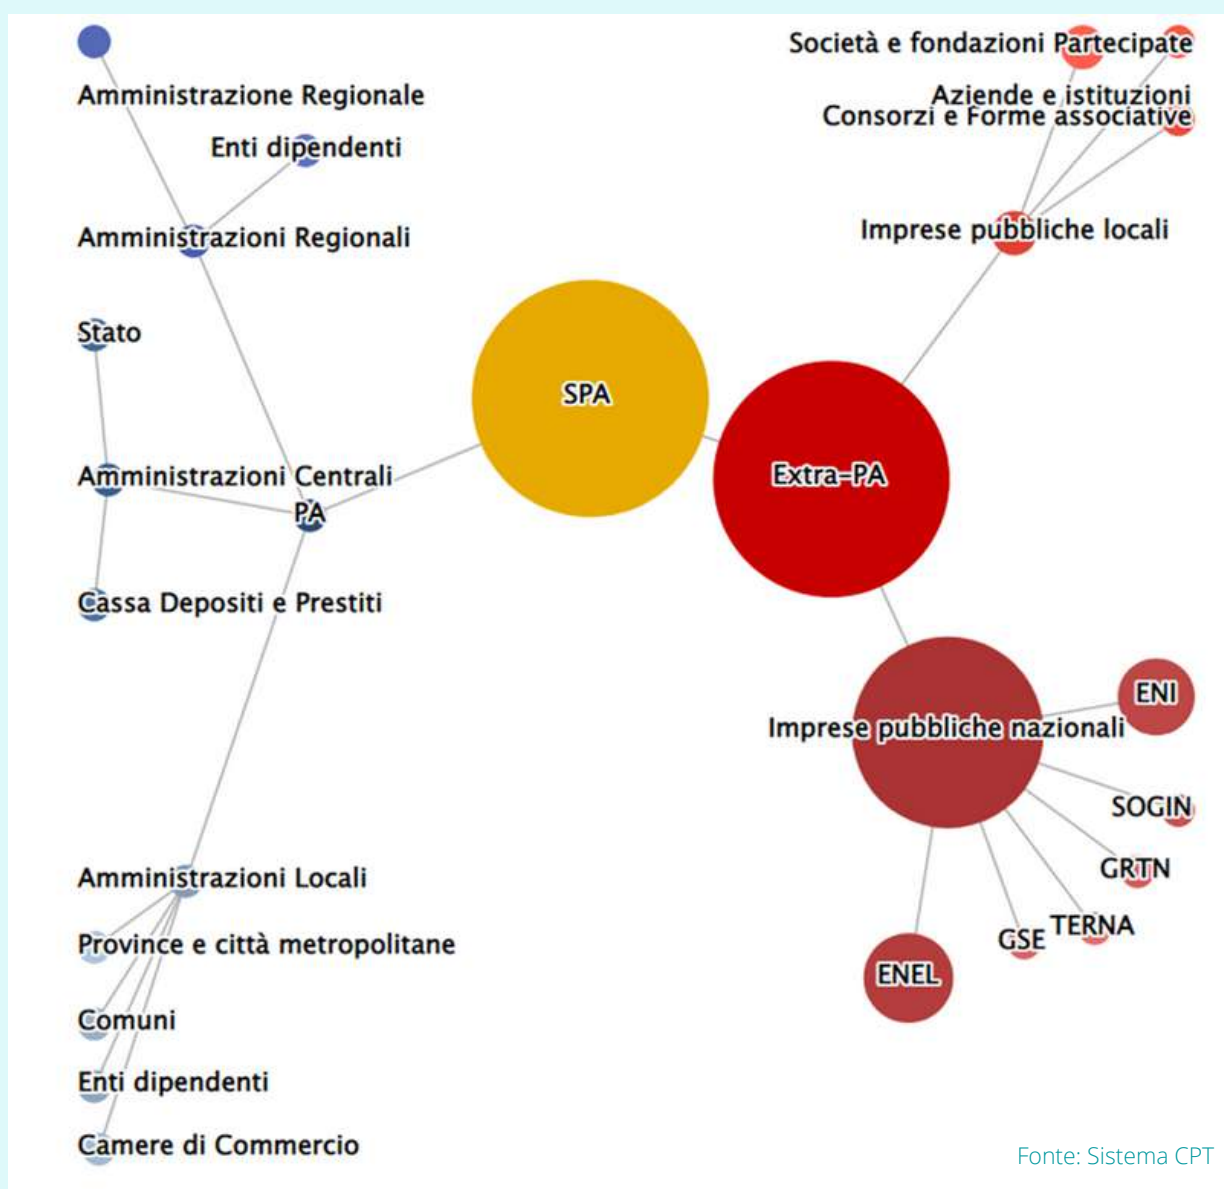 Società e fondazioni Partecipate
Amministrazione Regionale
Aziende e istituzioni
Consorzi e Forme associative
Enti dipendenti
Amministrazioni Regionali
Imprese pubbliche locali
Stato
SPA
Amministrazioni Centrali
Extra-PA
PA
Cassa Depositi e Prestiti
ENI
Imprese pubbliche nazionali
SOGIN
GRTN
Amministrazioni Locali
TERNA
GSE
Province e città metropolitane
ENEL
Comuni
Enti dipendenti
Camere di Commercio
Fonte: Sistema CPT